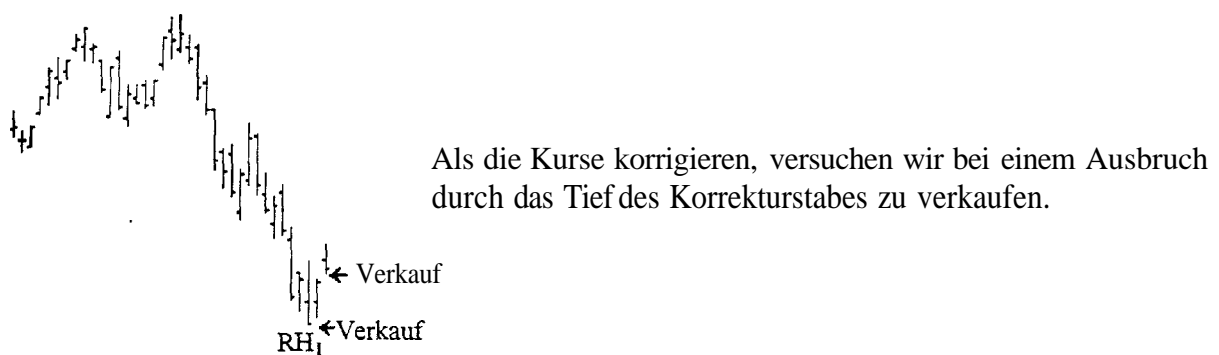 Als die Kurse korrigieren, versuchen wir bei einem Ausbruch
durch das Tief des Korrekturstabes zu verkaufen.
Verkauf
Verkauf
RH₁